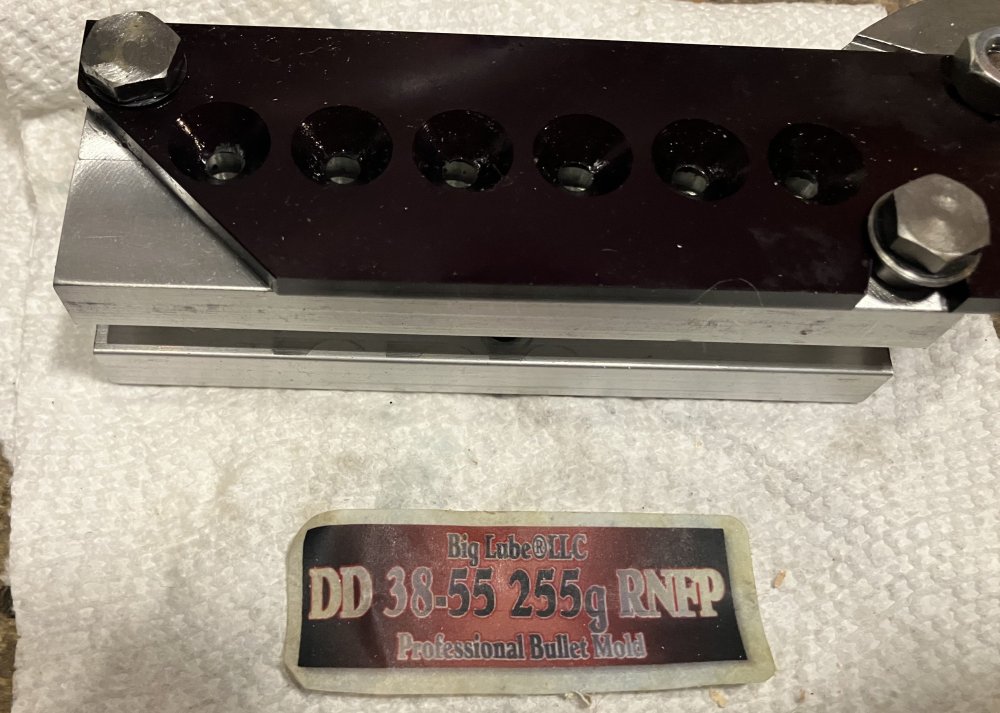 Big Lube®LLC
DD 38-55 255g RNFP
Professional Bullet Mold